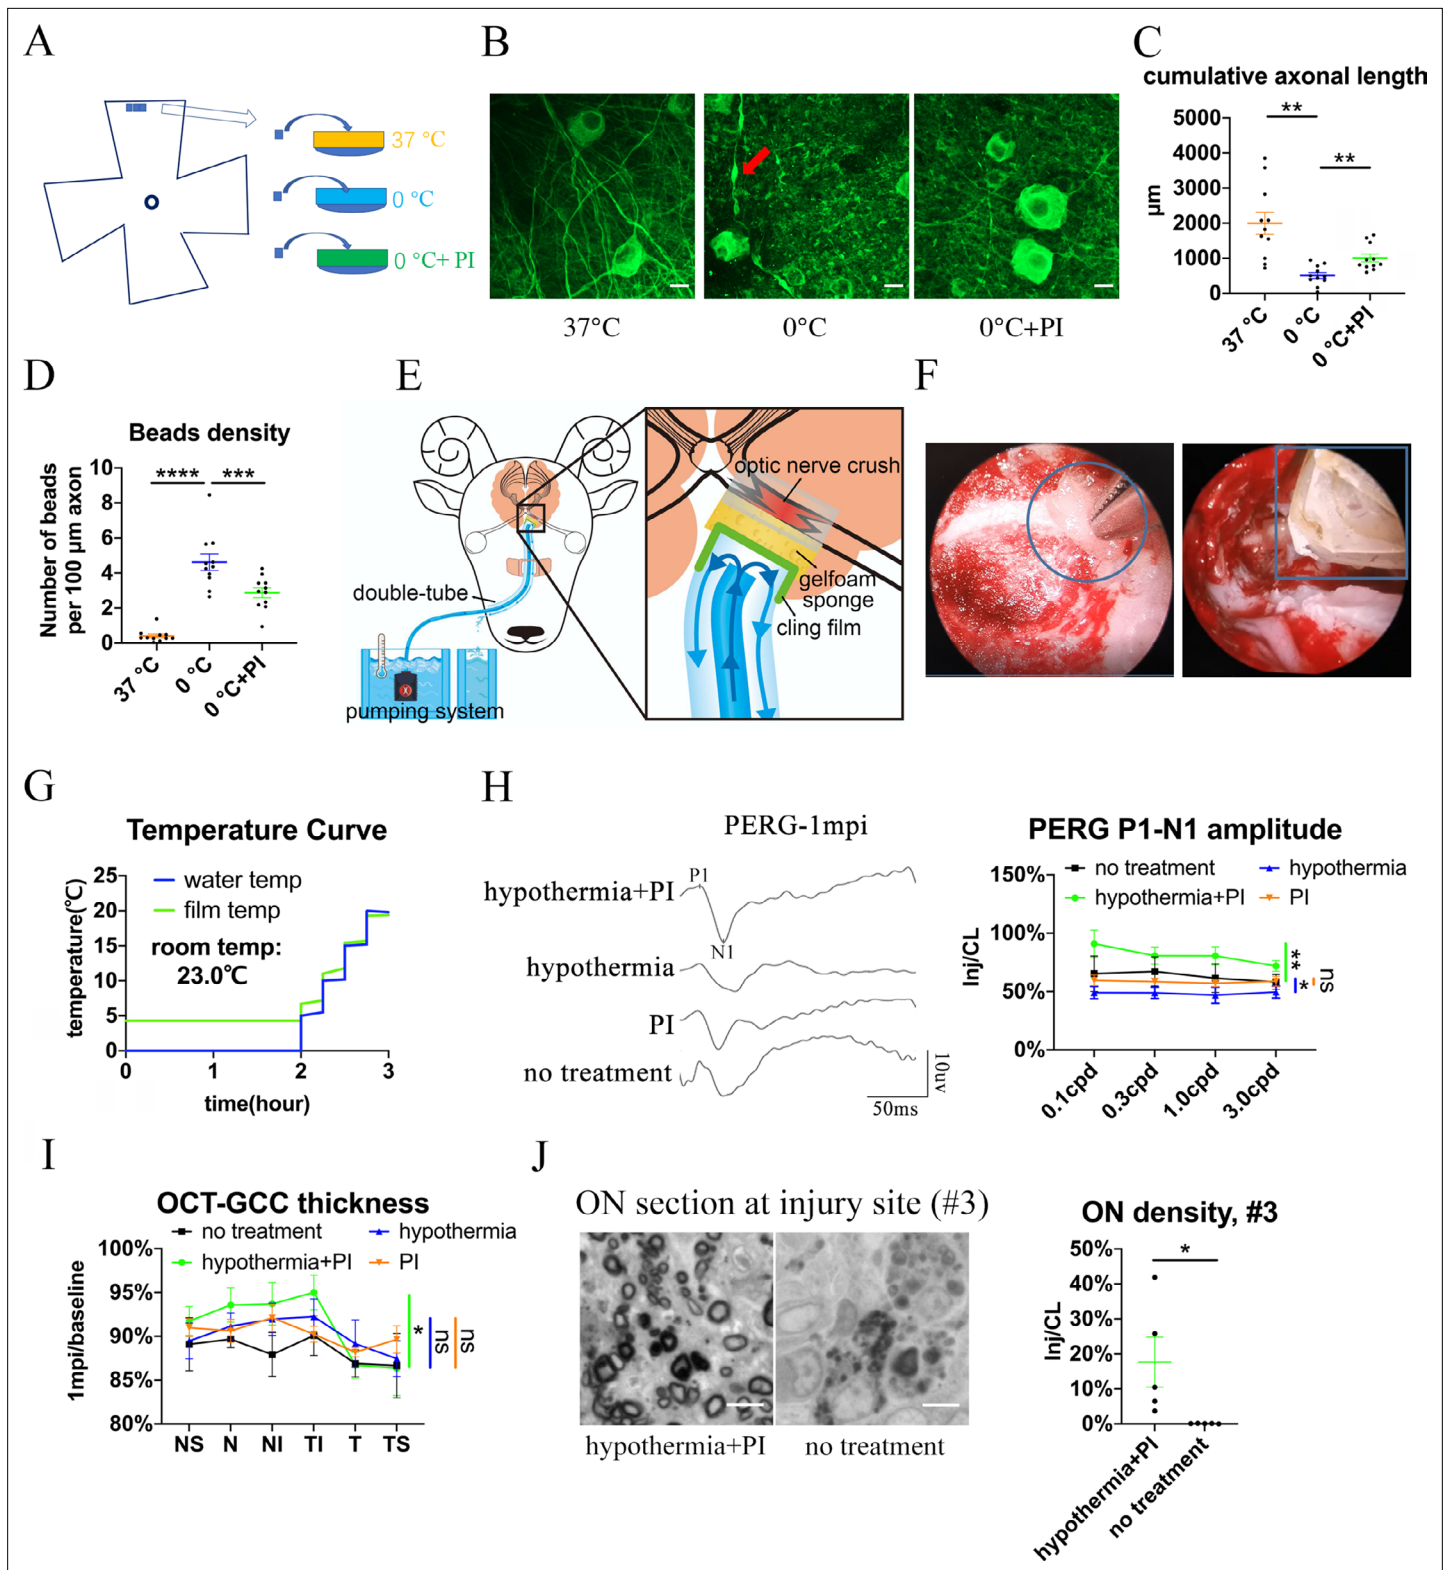 A
37 °C
0 °C
0 °C+ PI
B
37°C
0°C
0°C+PI
C
cumulative axonal length
µm
5000
4000
3000
2000
1000
0
**
**
37 °C
0 °C
0 °C+PI
D
Beads density
Number of beads
per 100 µm axon
10
8
6
4
2
0
****
***
37 °C
0 °C
0 °C+PI
E
double-tube
pumping system
optic nerve crush
gelfoam
sponge
cling film
F
G
Temperature Curve
temperature(℃)
25
20
15
10
5
0
water temp
film temp
room temp:
23.0℃
0
1
2
3
time(hour)
H
PERG-1mpi
hypothermia+PI
P1
N1
hypothermia
PI
no treatment
10uv
50ms
PERG P1-N1 amplitude
no treatment
hypothermia
hypothermia+PI
PI
Inj/CL
150%
100%
50%
0%
**
*
ns
0.1cpd
0.3cpd
1.0cpd
3.0cpd
I
OCT-GCC thickness
no treatment
hypothermia
hypothermia+PI
PI
1mpi/baseline
100%
95%
90%
85%
80%
*
ns
ns
NS
N
NI
TI
T
TS
J
ON section at injury site (#3)
hypothermia+PI
no treatment
ON density, #3
Inj/CL
50%
40%
30%
20%
10%
0%
*
hypothermia+PI
no treatment